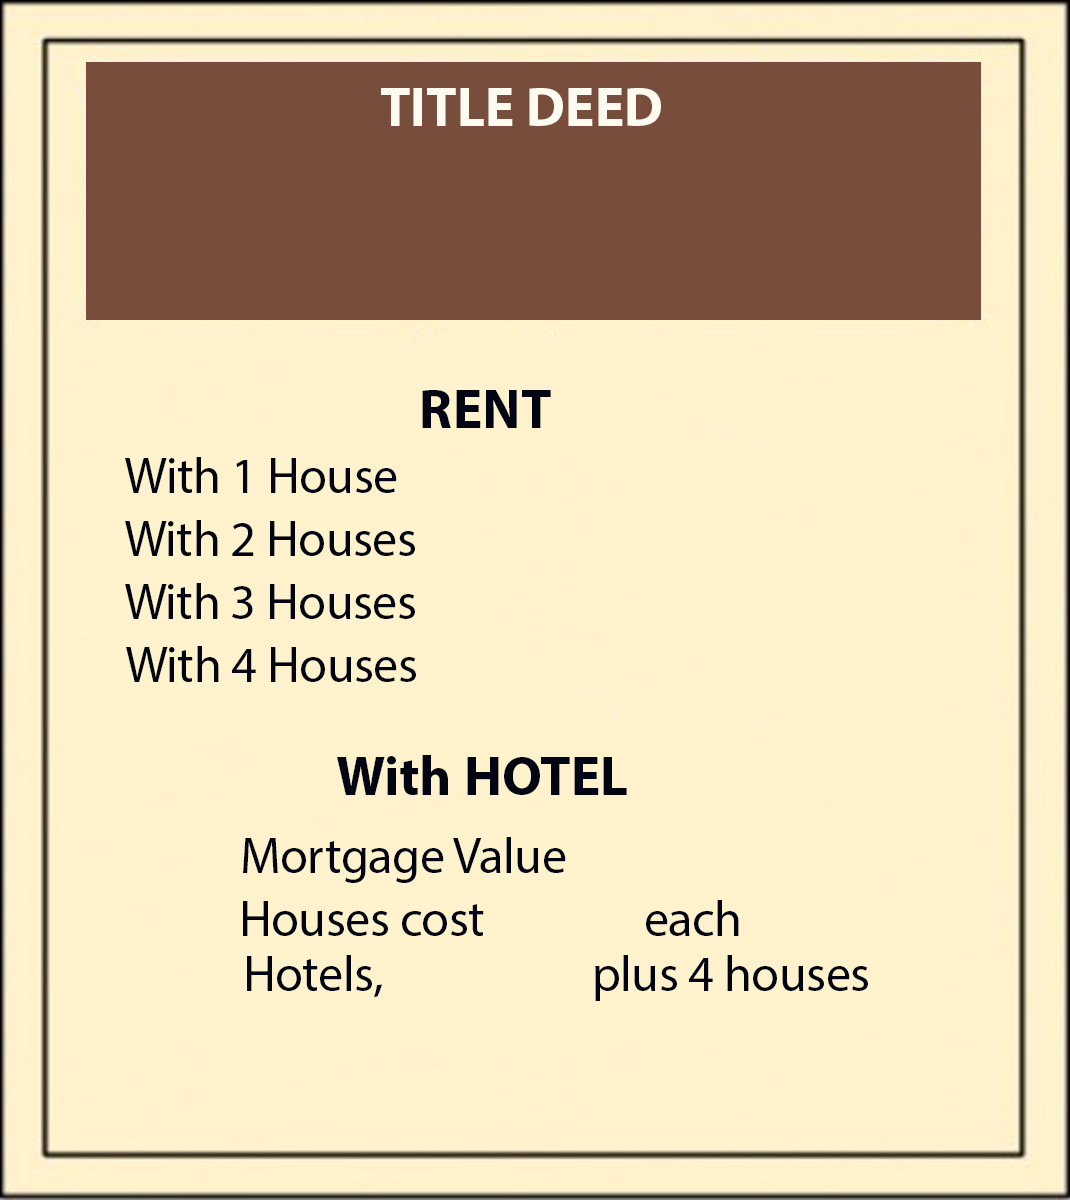 TITLE DEED
RENT
With 1 House
With 2 Houses
With 3 Houses
With 4 Houses
With HOTEL
Mortgage Value
Houses cost each
Hotels, plus 4 houses